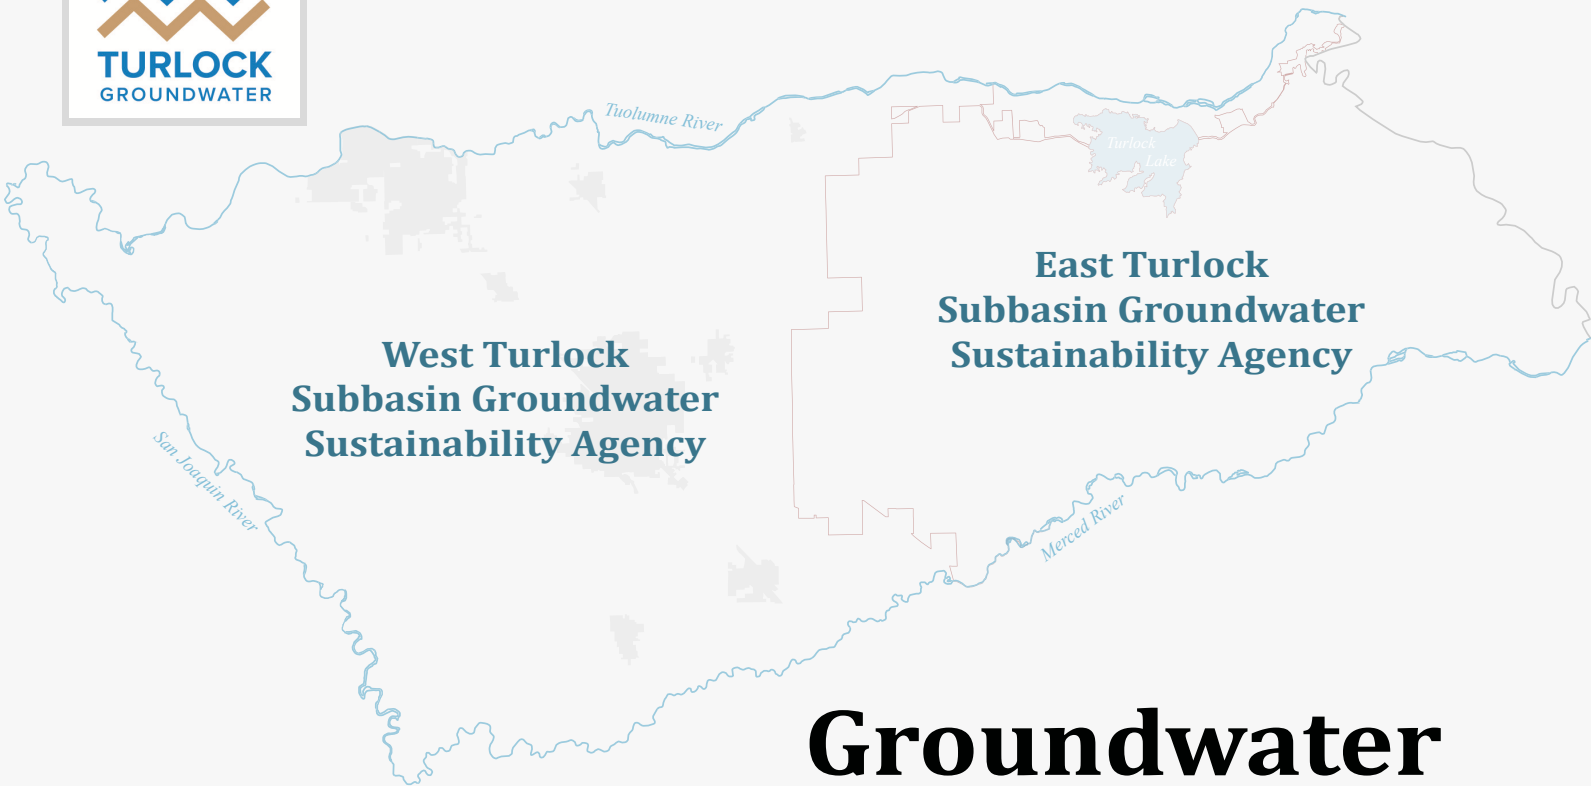 TURLOCK
GROUNDWATER
Tuolumne River
Turlock
Lake
East Turlock
Subbasin Groundwater
Sustainability Agency
West Turlock
Subbasin Groundwater
Sustainability Agency
San Joaquin River
Merced River
Groundwater